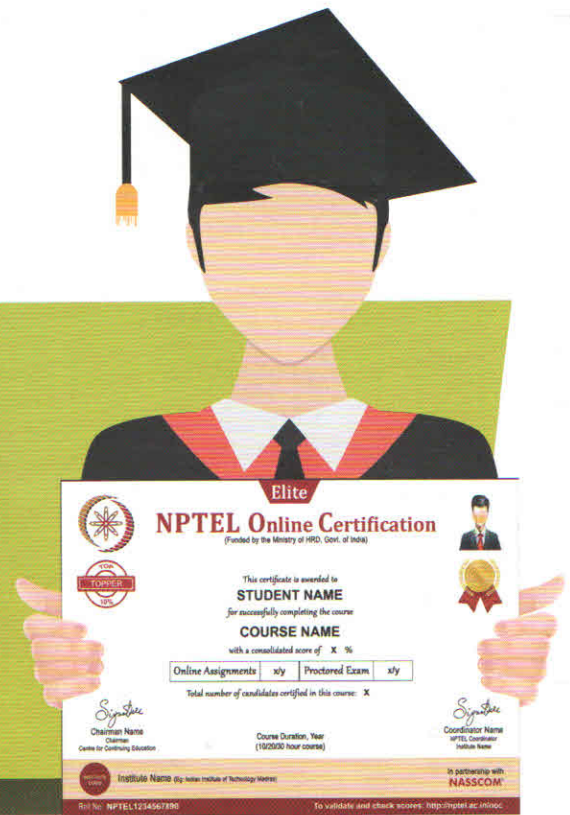 Elite
NPTEL Online Certification
(Funded by the Ministry of HRD, Govt. of India)
TOP
TOPPER
10%
This certificate is awarded to
STUDENT NAME
for successfully completing the course
COURSE NAME
with a consolidated score of X %
Online Assignments x/y Proctored Exam x/y
Total number of candidates certified in this course: X
Signature
Chairman Name
Chairman
Centre for Continuing Education
Course Duration, Year
(10/20/30 hour course)
Signature
Coordinator Name
NPTEL Coordinator
Institute Name
INSTITUTE
LOGO
Institute Name (Eg: Indian Institute of Technology Madras)
In partnership with
NASSCOM
Roll No: NPTEL1234567890
To validate and check scores: http://nptel.ac.in/noc